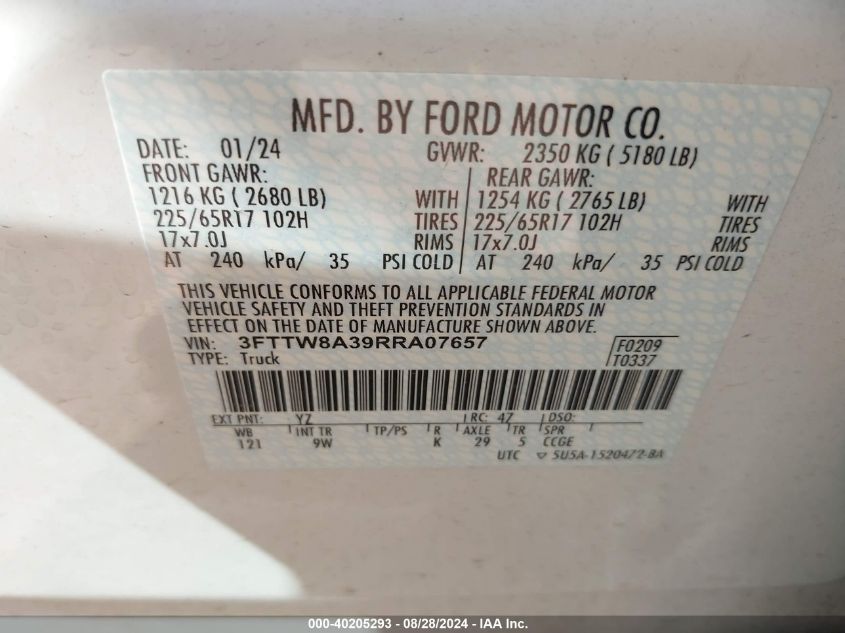 MFD. BY FORD MOTOR CO.
DATE: 01/24 GVWR: 2350 KG ( 5180 LB)
FRONT GAWR: REAR GAWR:
1216 KG ( 2680 LB) WITH 1254 KG ( 2765 LB) WITH
225/65R17 102H TIRES 225/65R17 102H TIRES
17x7.0J RIMS 17x7.0J RIMS
AT 240 kPa/ 35 PSI COLD AT 240 kPa/ 35 PSI COLD
THIS VEHICLE CONFORMS TO ALL APPLICABLE FEDERAL MOTOR
VEHICLE SAFETY AND THEFT PREVENTION STANDARDS IN
EFFECT ON THE DATE OF MANUFACTURE SHOWN ABOVE.
VIN: 3FTTW8A39RRA07657 F0209
TYPE: Truck T0337
EXT PNT: YZ RC: 47 DSO:
WB INT TR TP/PS R AXLE TR SPR
121 9W K 29 5 CCGE
UTC ▽ 5U5A-1520472-BA
000-40205293 - 08/28/2024 - IAA Inc.